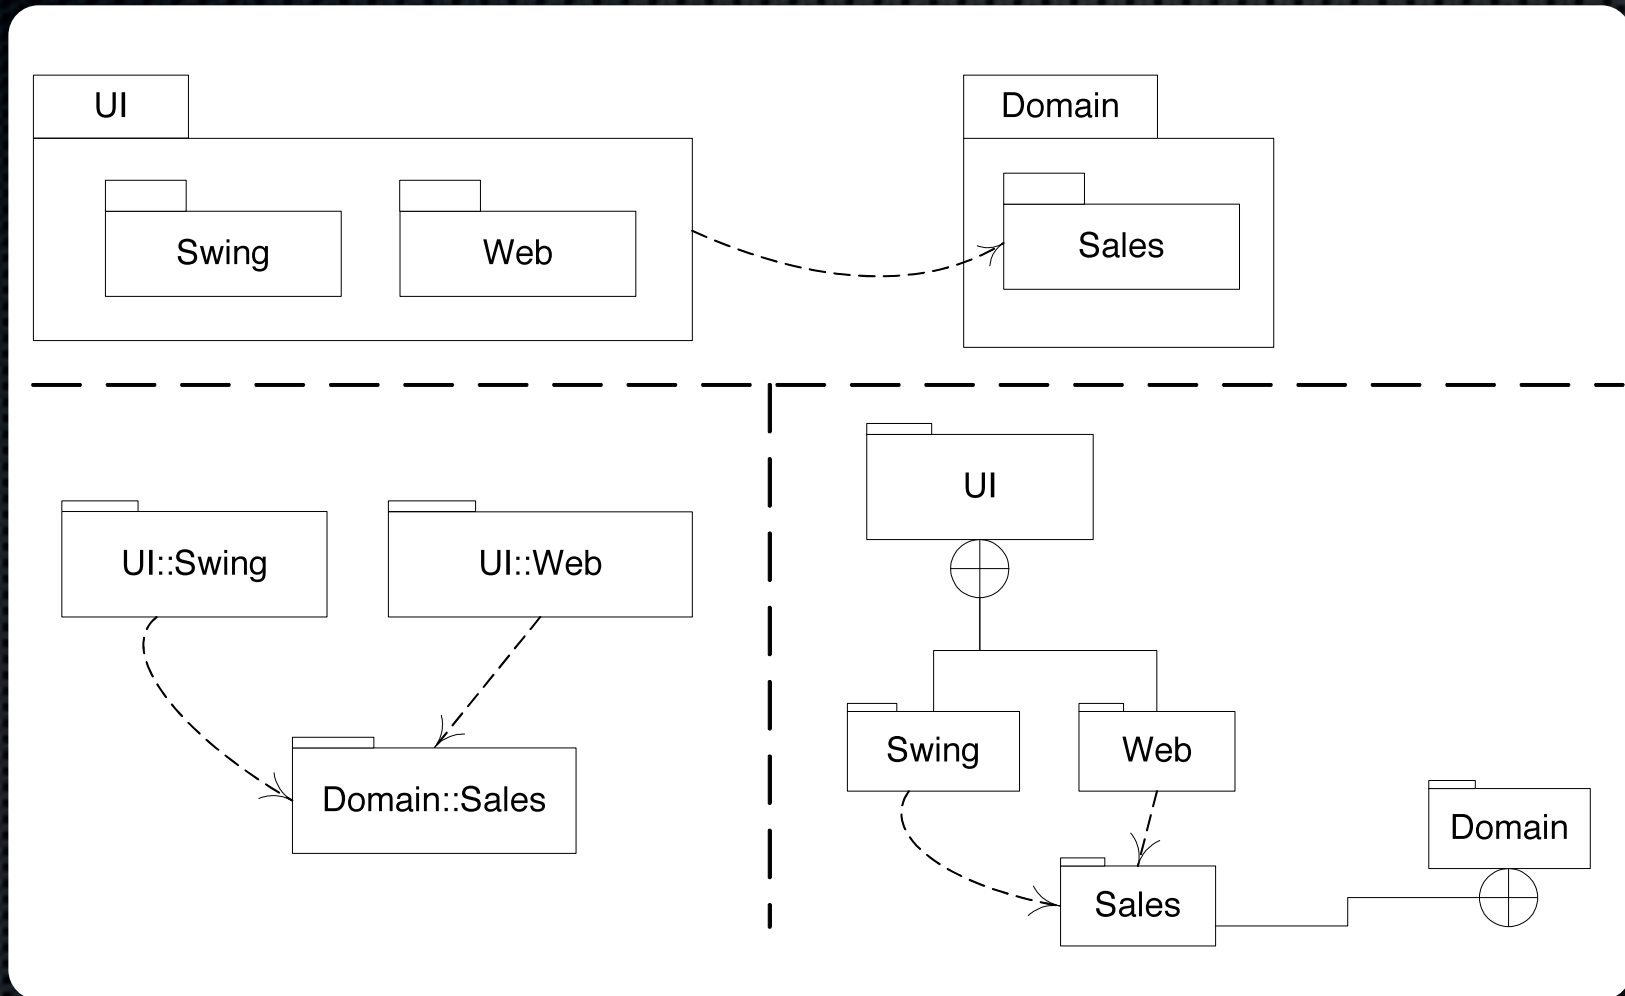 UI
Domain
Swing
Web
Sales
UI::Swing
UI::Web
Domain::Sales
UI
Swing
Web
Domain
Sales